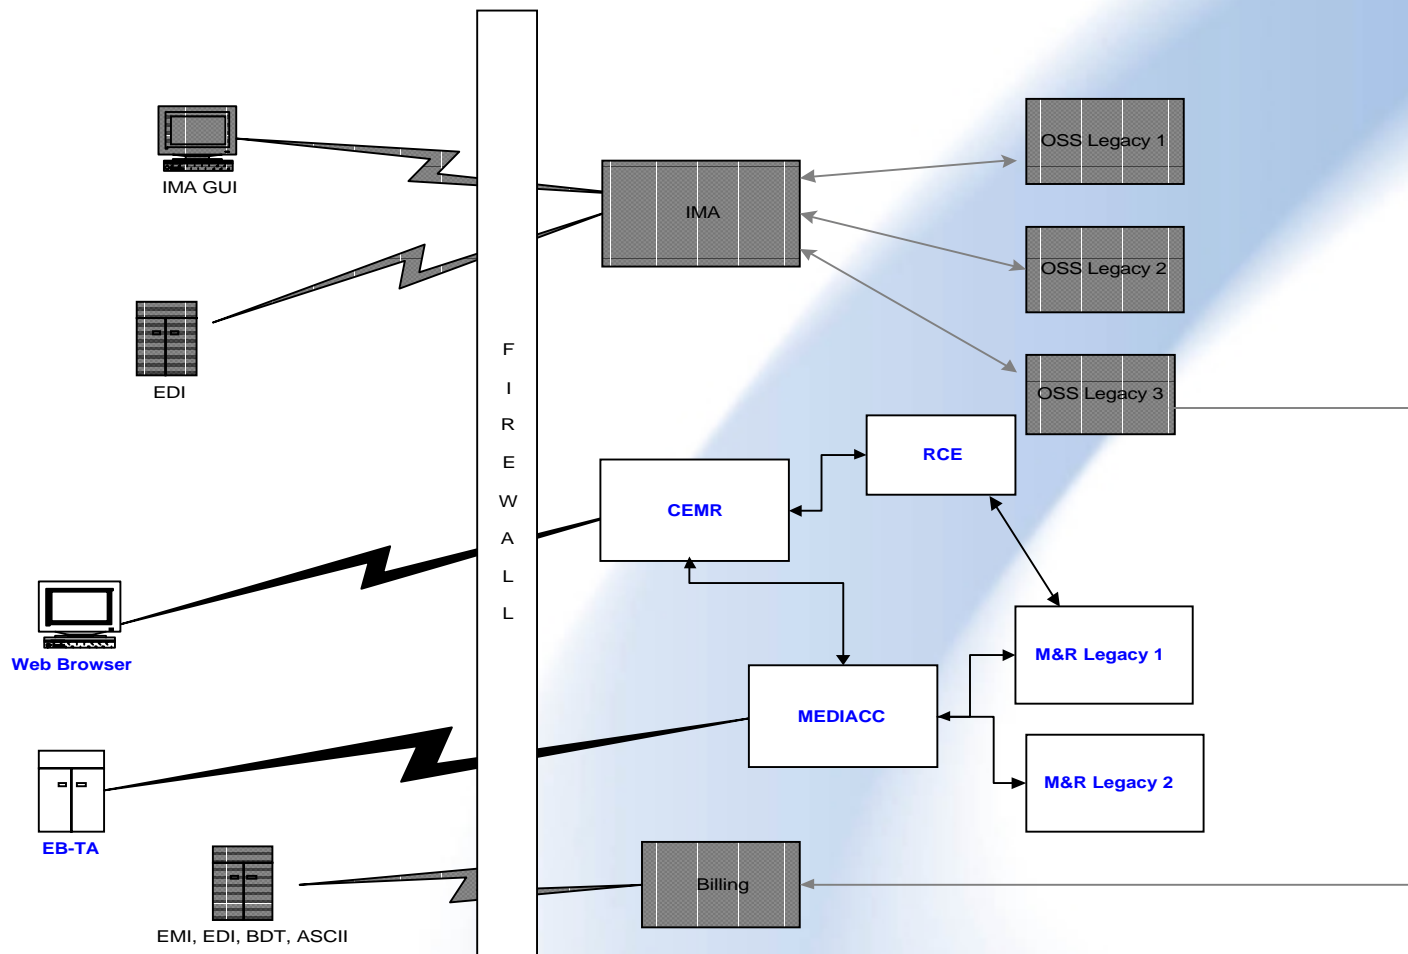 OSS Legacy 1
IMA GUI
IMA
OSS Legacy 2
EDI
OSS Legacy 3
FIREWALL
RCE
CEMR
Web Browser
M&R Legacy 1
MEDIACC
M&R Legacy 2
EB-TA
Billing
EMI, EDI, BDT, ASCII